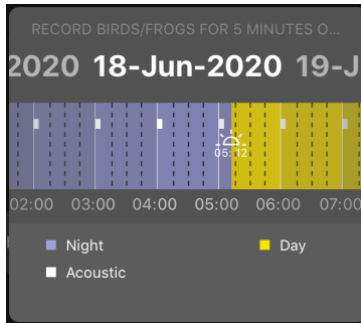 RECORD BIRDS/FROGS FOR 5 MINUTES O...
2020 18-Jun-2020 19-J
05:12
02:00 03:00 04:00 05:00 06:00 07:00
Night Day
Acoustic